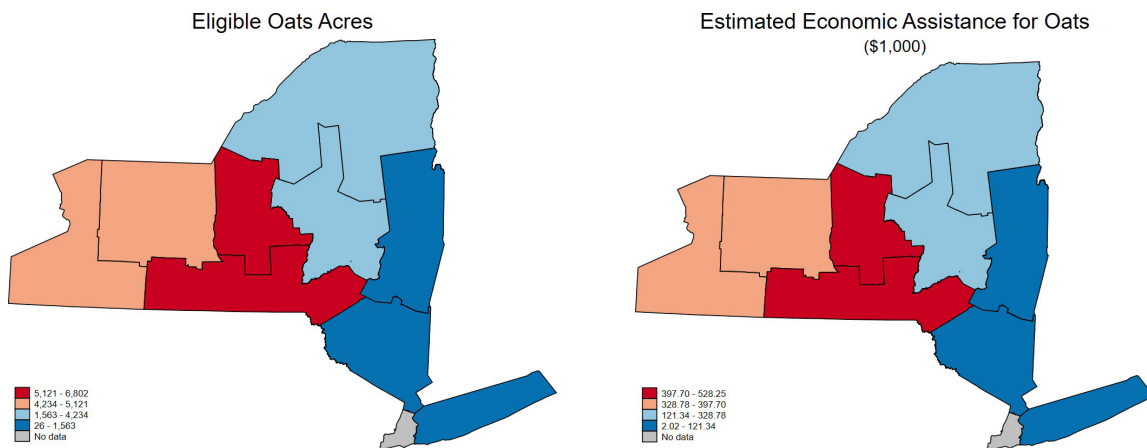 Eligible Oats Acres
5,121 - 6,802
4,234 - 5,121
1,563 - 4,234
26 - 1,563
No data
Estimated Economic Assistance for Oats
($1,000)
397.70 - 528.25
328.78 - 397.70
121.34 - 328.78
2.02 - 121.34
No data